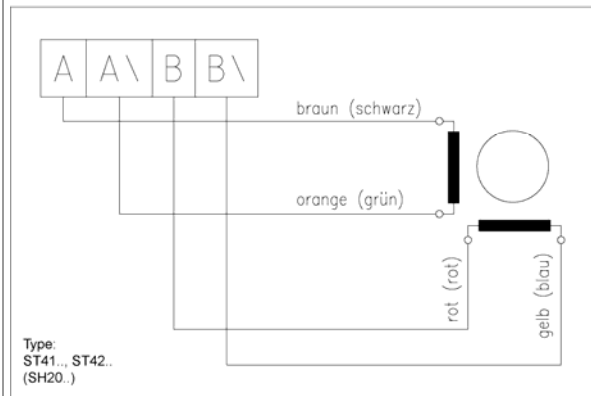 A A\ B B\
braun (schwarz)
orange (grün)
rot (rot)
gelb (blau)
Type:
ST41.., ST42..
(SH20..)